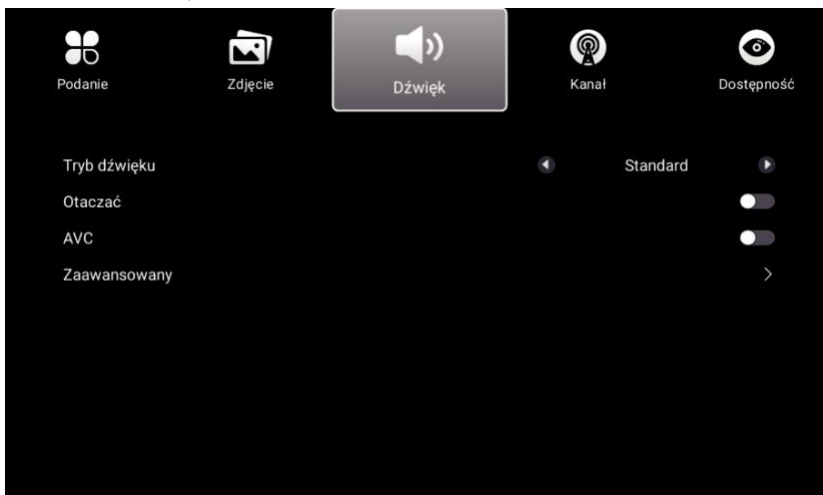 Podanie
Zdjęcie
Dźwięk
Kanał
Dostępność
Tryb dźwięku
Standard
Otaczać
AVC
Zaawansowany